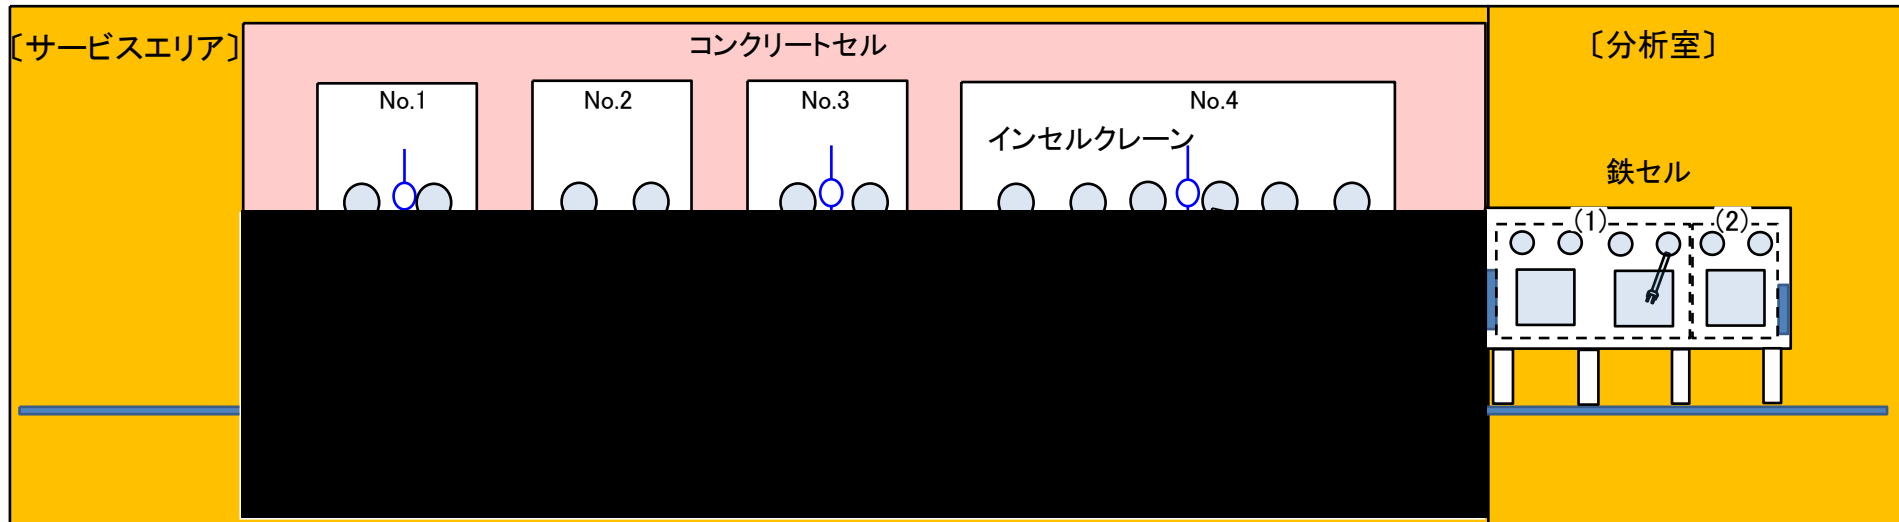 〔サービスエリア〕
コンクリートセル
〔分析室〕
No.1
No.2
No.3
No.4
インセルクレーン
鉄セル
(1)
(2)